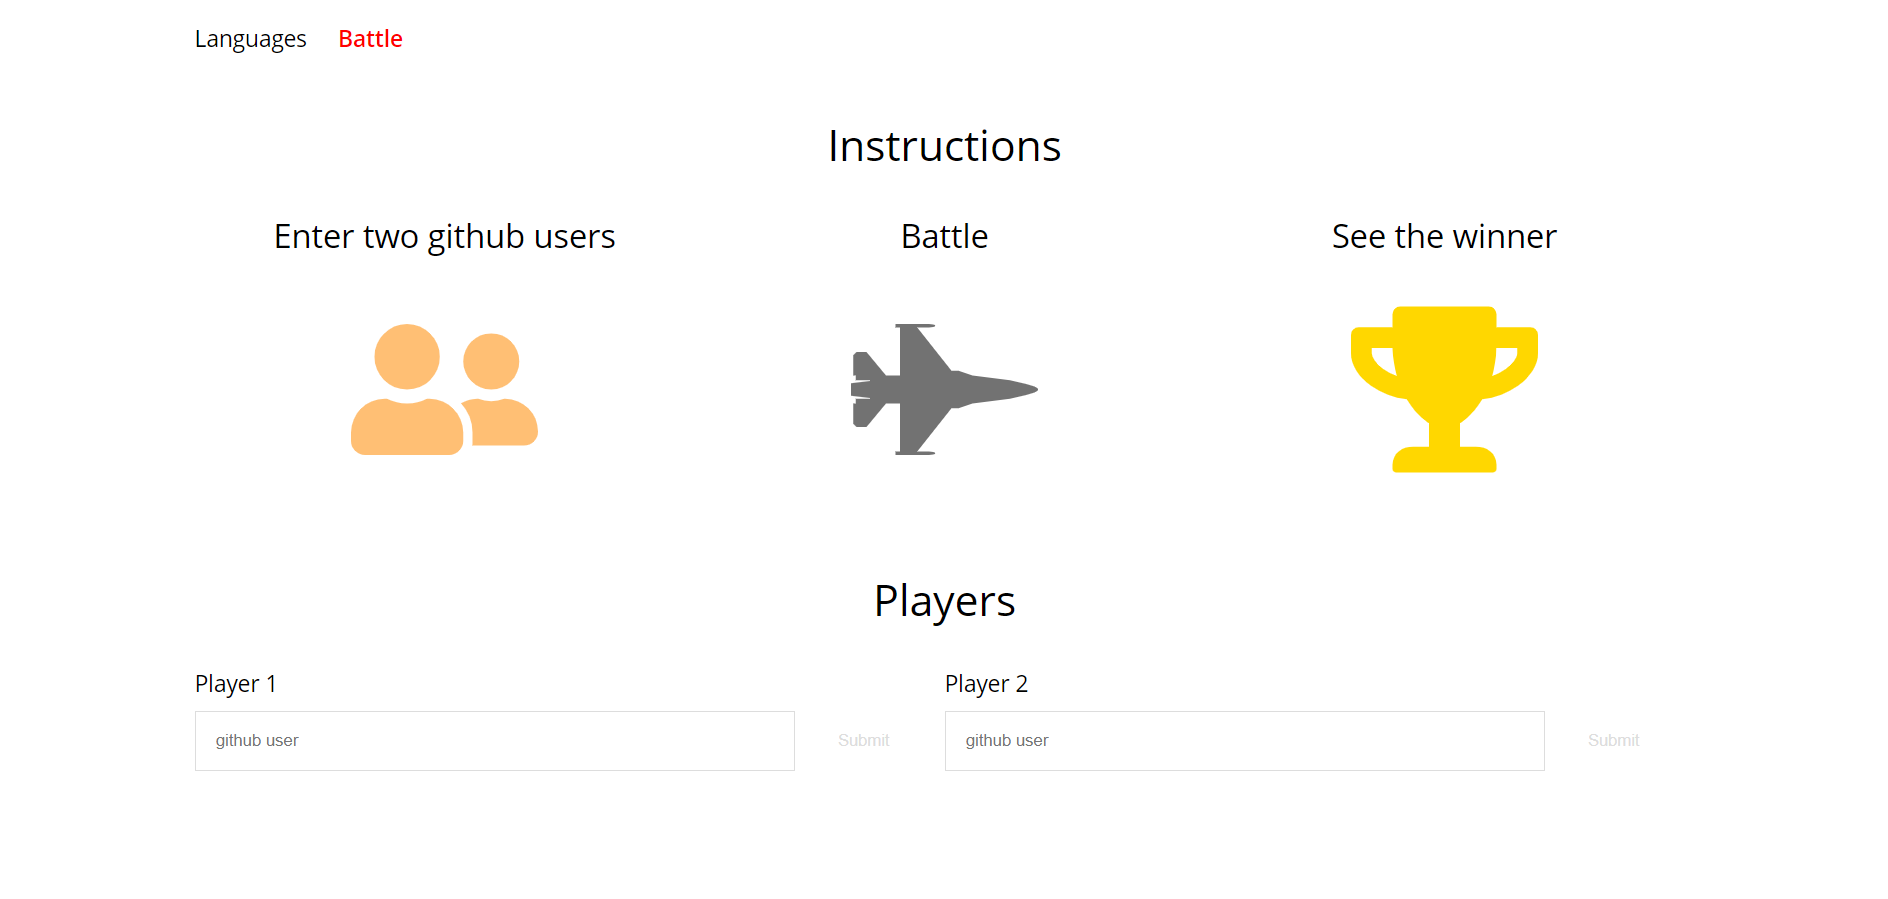 Languages Battle
Instructions
Enter two github users
Battle
See the winner
Players
Player 1
github user
Submit
Player 2
github user
Submit